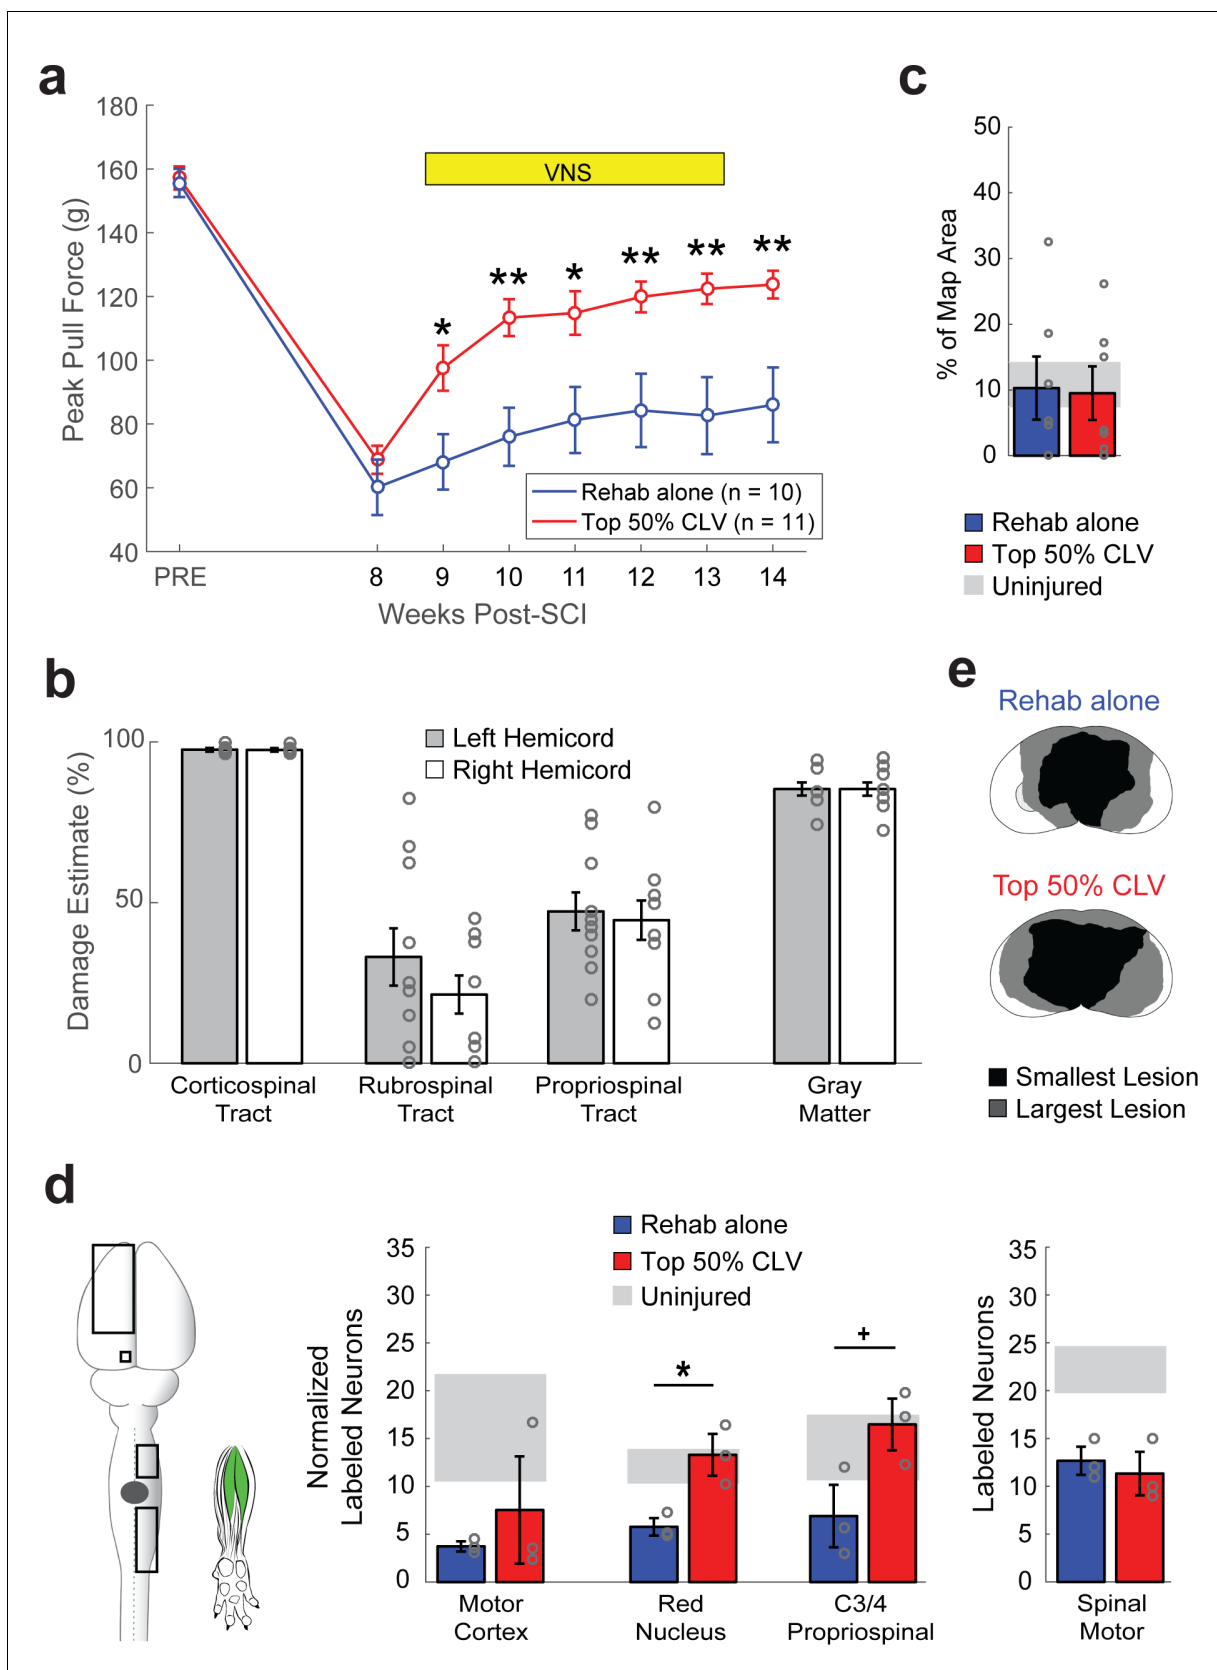 a
180
160
140
120
100
80
60
40
Peak Pull Force (g)
VNS
*
**
*
**
**
**
Rehab alone (n = 10)
Top 50% CLV (n = 11)
PRE
8
9
10
11
12
13
14
Weeks Post-SCI
c
50
40
30
20
10
0
% of Map Area
Rehab alone
Top 50% CLV
Uninjured
b
100
50
0
Damage Estimate (%)
Left Hemicord
Right Hemicord
Corticospinal
Tract
Rubrospinal
Tract
Propriospinal
Tract
Gray
Matter
e
Rehab alone
Top 50% CLV
Smallest Lesion
Largest Lesion
d
Rehab alone
Top 50% CLV
Uninjured
35
30
25
20
15
10
5
0
Normalized
Labeled Neurons
*
+
Motor
Cortex
Red
Nucleus
C3/4
Propriospinal
35
30
25
20
15
10
5
0
Labeled Neurons
Spinal
Motor